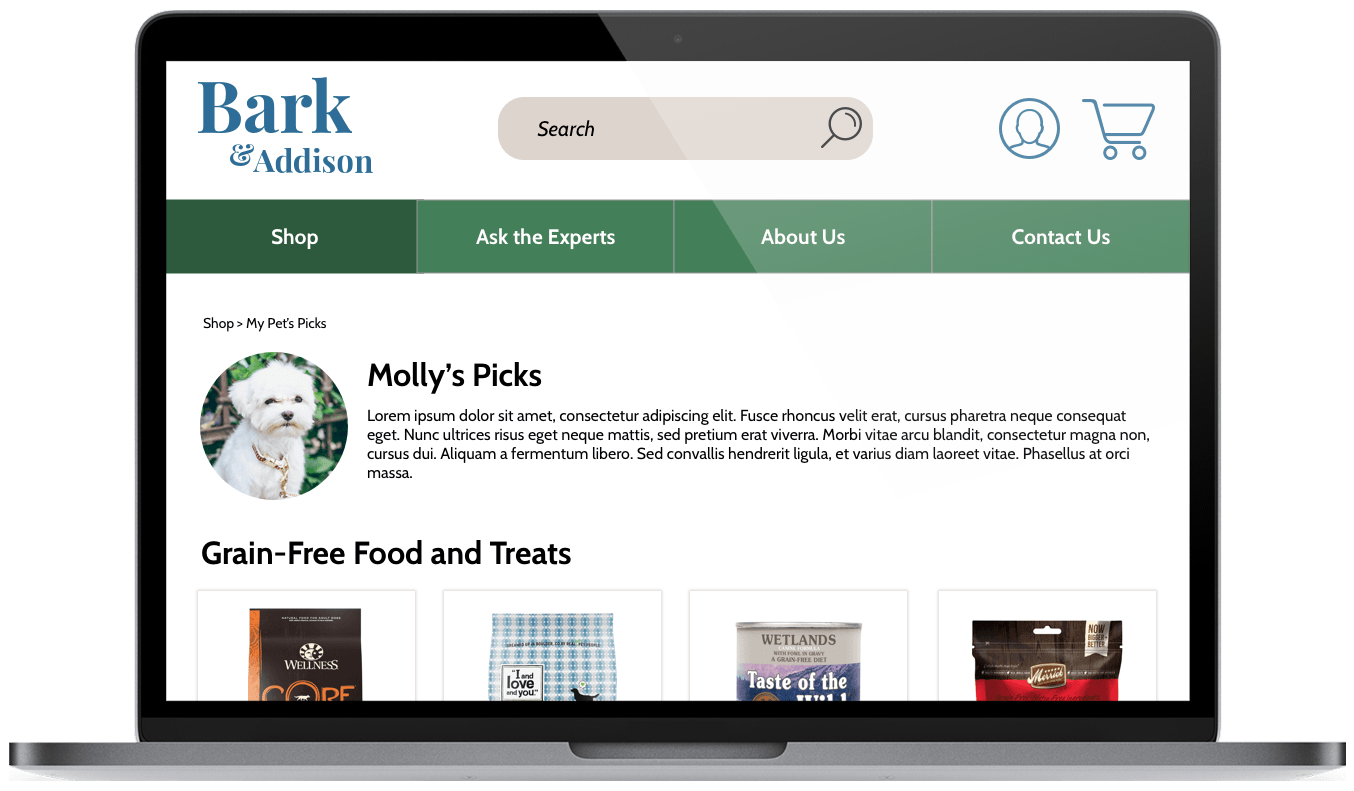 Bark
& Addison
Search
Shop
Ask the Experts
About Us
Contact Us
Shop > My Pet's Picks
Molly's Picks
Lorem ipsum dolor sit amet, consectetur adipiscing elit. Fusce rhoncus velit erat, cursus pharetra neque consequat
eget. Nunc ultrices risus eget neque mattis, sed pretium erat viverra. Morbi vitae arcu blandit, consectetur magna non,
cursus dui. Aliquam a fermentum libero. Sed convallis hendrerit ligula, et varius diam laoreet vitae. Phasellus at orci
massa.
Grain-Free Food and Treats
NATURAL FOOD FOR ADULT DOGS
WELLNESS
CORE
"I and
love
and you."
WETLANDS
WITH FOWL IN GRAVY
A GRAIN-FREE DIET
Taste of the
Wild
NOW
BIGGER+
BETTER
Merrick